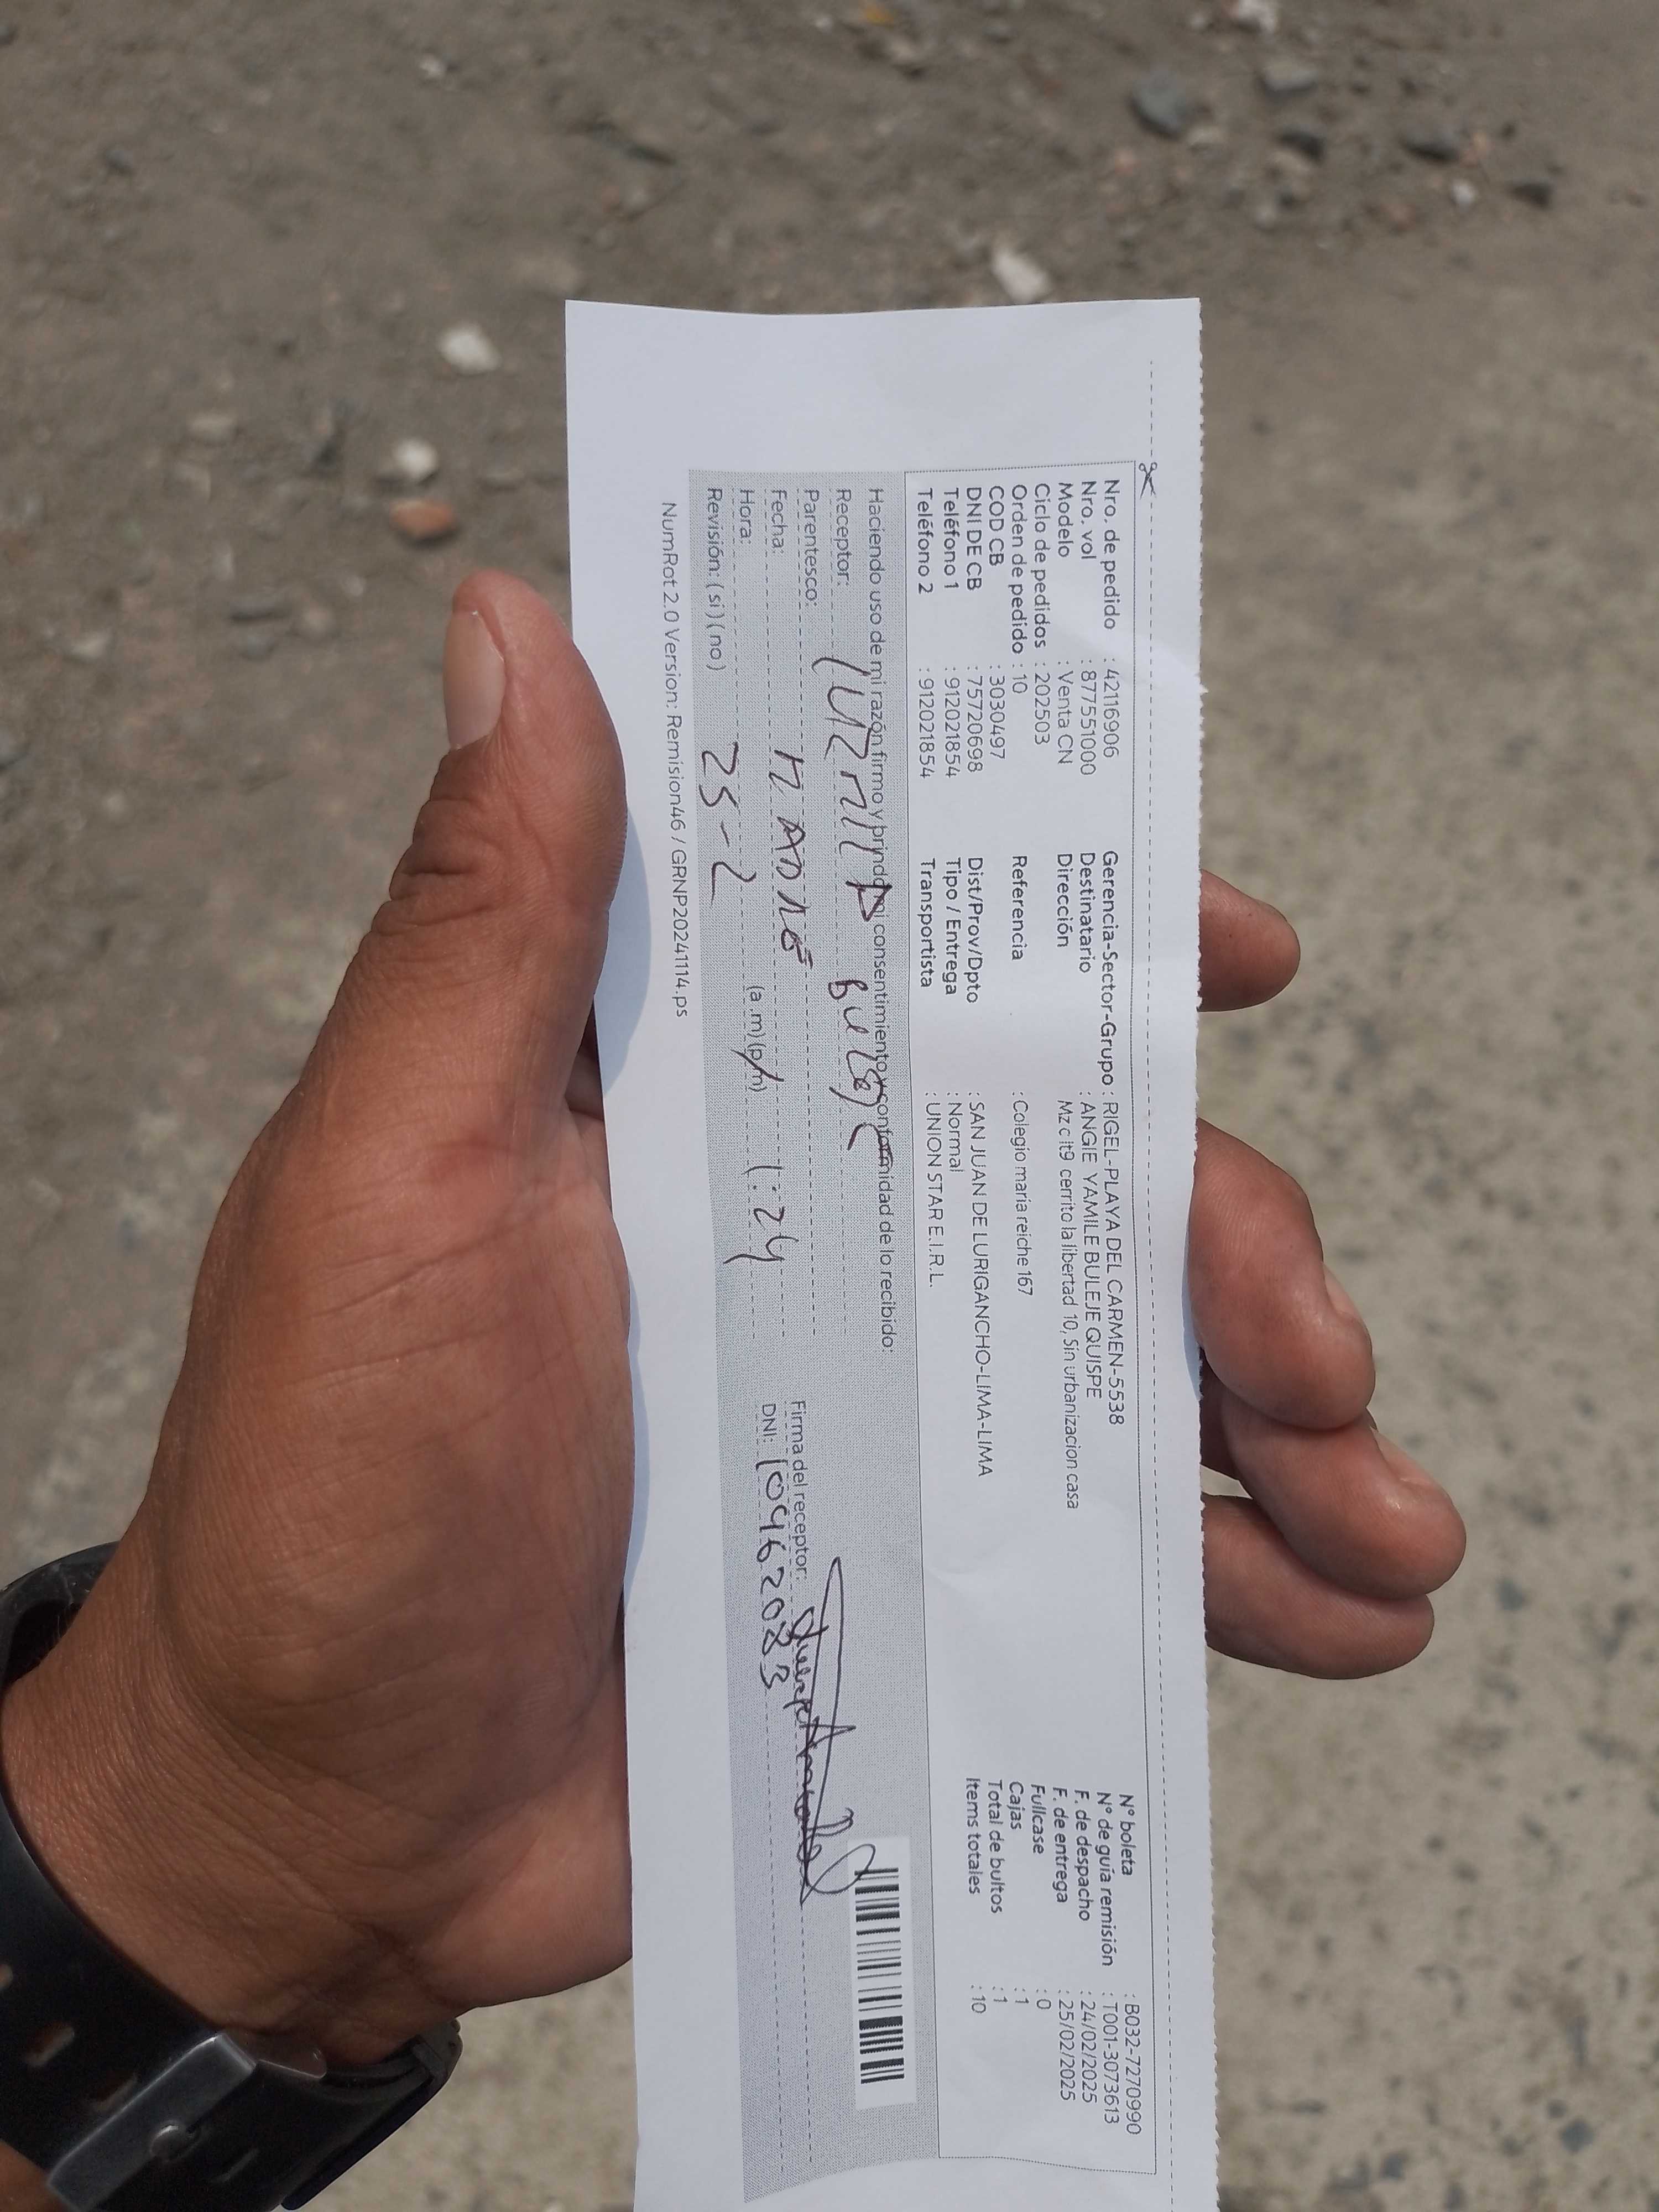 Nro. de pedido : 42116906
Nro. vol : 877551000
Modelo : Venta CN
Ciclo de pedidos : 202503
Orden de pedido : 10
COD CB : 3030497
DNI DE CB : 75720698
Teléfono 1 : 912021854
Teléfono 2 : 912021854
Gerencia-Sector-Grupo : RIGEL-PLAYA DEL CARMEN-5538
Destinatario : ANGIE YAMILE BULEJE QUISPE
Dirección Mz c lt9 cerrito la libertad 10, Sin urbanizacion casa
Referencia : Colegio maria reiche 167
Dist/Prov/Dpto : SAN JUAN DE LURIGANCHO-LIMA-LIMA
Tipo / Entrega : Normal
Transportista : UNION STAR E.I.R.L.
N° boleta : B032-7270990
N° de guía remisión : T001-3073613
F. de despacho : 24/02/2025
F. de entrega : 25/02/2025
Fullcase : 0
Cajas : 1
Total de bultos : 1
Items totales : 10
Haciendo uso de mi razón firmo y brindo mi consentimiento y conformidad de lo recibido:
Receptor:
Parentesco:
Fecha:
Hora: 25-2 (a.m) (p.m) 1:24
Revisión: ( si ) ( no )
Firma del receptor:
DNI: 10962083
NumRot 2.0 Version: Remision46 / GRNP20241114.ps